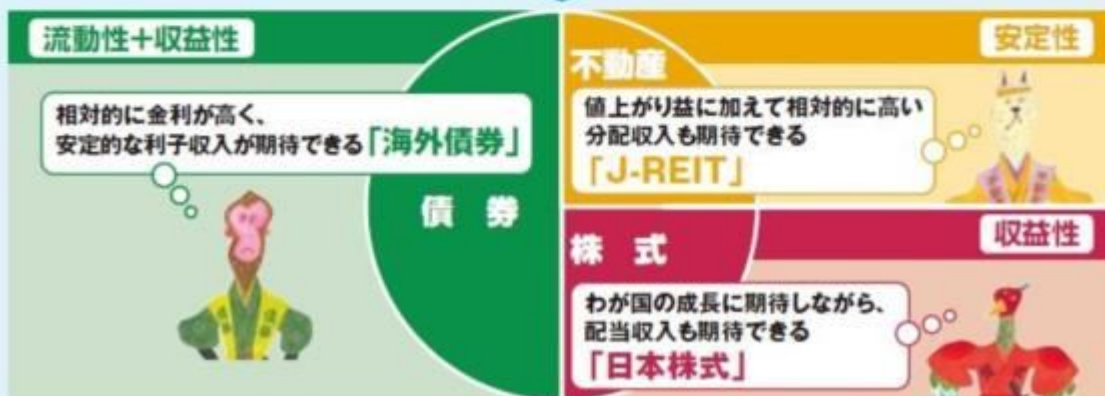 流動性+収益性
相対的に金利が高く、
安定的な利子収入が期待できる「海外債券」
債券
不動産
安定性
値上がり益に加えて相対的に高い
分配収入も期待できる
「J-REIT」
株式
収益性
わが国の成長に期待しながら、
配当収入も期待できる
「日本株式」